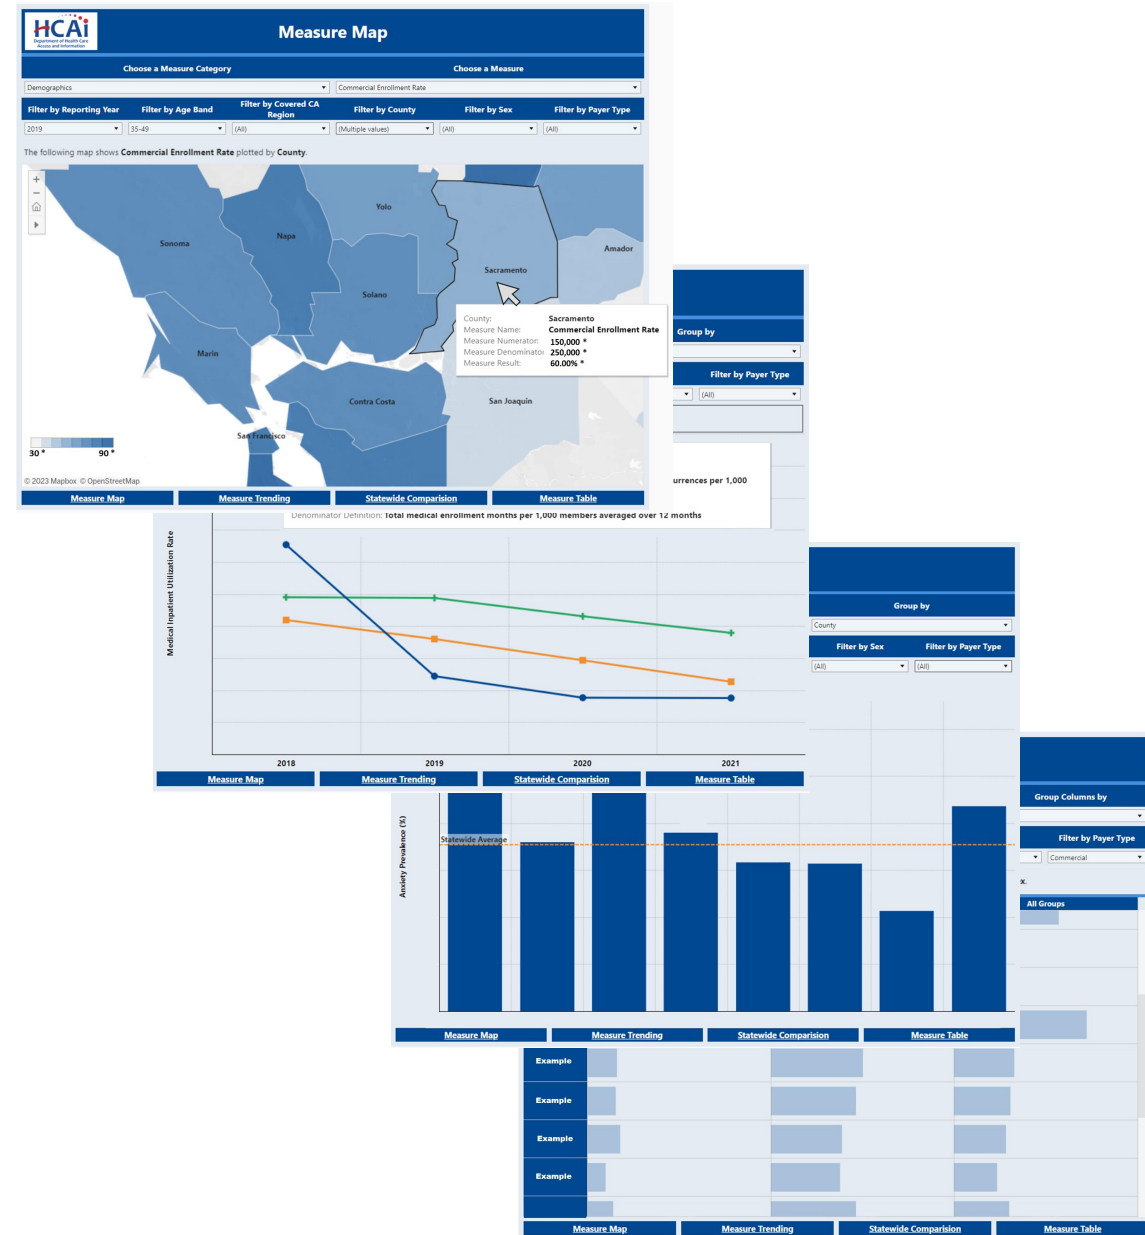 HCAi
Department of Health Care
Access and Information
Measure Map
Choose a Measure Category
Choose a Measure
Demographics
Commercial Enrollment Rate
Filter by Reporting Year
Filter by Age Band
Filter by Covered CA
Region
Filter by County
Filter by Sex
Filter by Payer Type
2019
35-49
(All)
(Multiple values)
(All)
(All)
The following map shows Commercial Enrollment Rate plotted by County.
Yolo
Sonoma
Napa
Amador
Sacramento
Solano
County: Sacramento
Measure Name: Commercial Enrollment Rate
Measure Numerator: 150,000 *
Measure Denominator 250,000 *
Measure Result: 60.00% *
Marin
Contra Costa
San Joaquin
San Francisco
30 *
90 *
© 2023 Mapbox © OpenStreetMap
Measure Map
Measure Trending
Statewide Comparision
Measure Table
Group by
Filter by Payer Type
(All)
urrences per 1,000
Denominator Definition: Total medical enrollment months per 1,000 members averaged over 12 months
Medical Inpatient Utilization Rate
2018
2019
2020
2021
Measure Map
Measure Trending
Statewide Comparision
Measure Table
Group by
County
Filter by Sex
Filter by Payer Type
(All)
(All)
Anxiety Prevalence (%)
Statewide Average
Measure Map
Measure Trending
Statewide Comparision
Measure Table
Group Columns by
Filter by Payer Type
Commercial
x.
All Groups
Example
Example
Example
Example
Measure Map
Measure Trending
Statewide Comparision
Measure Table